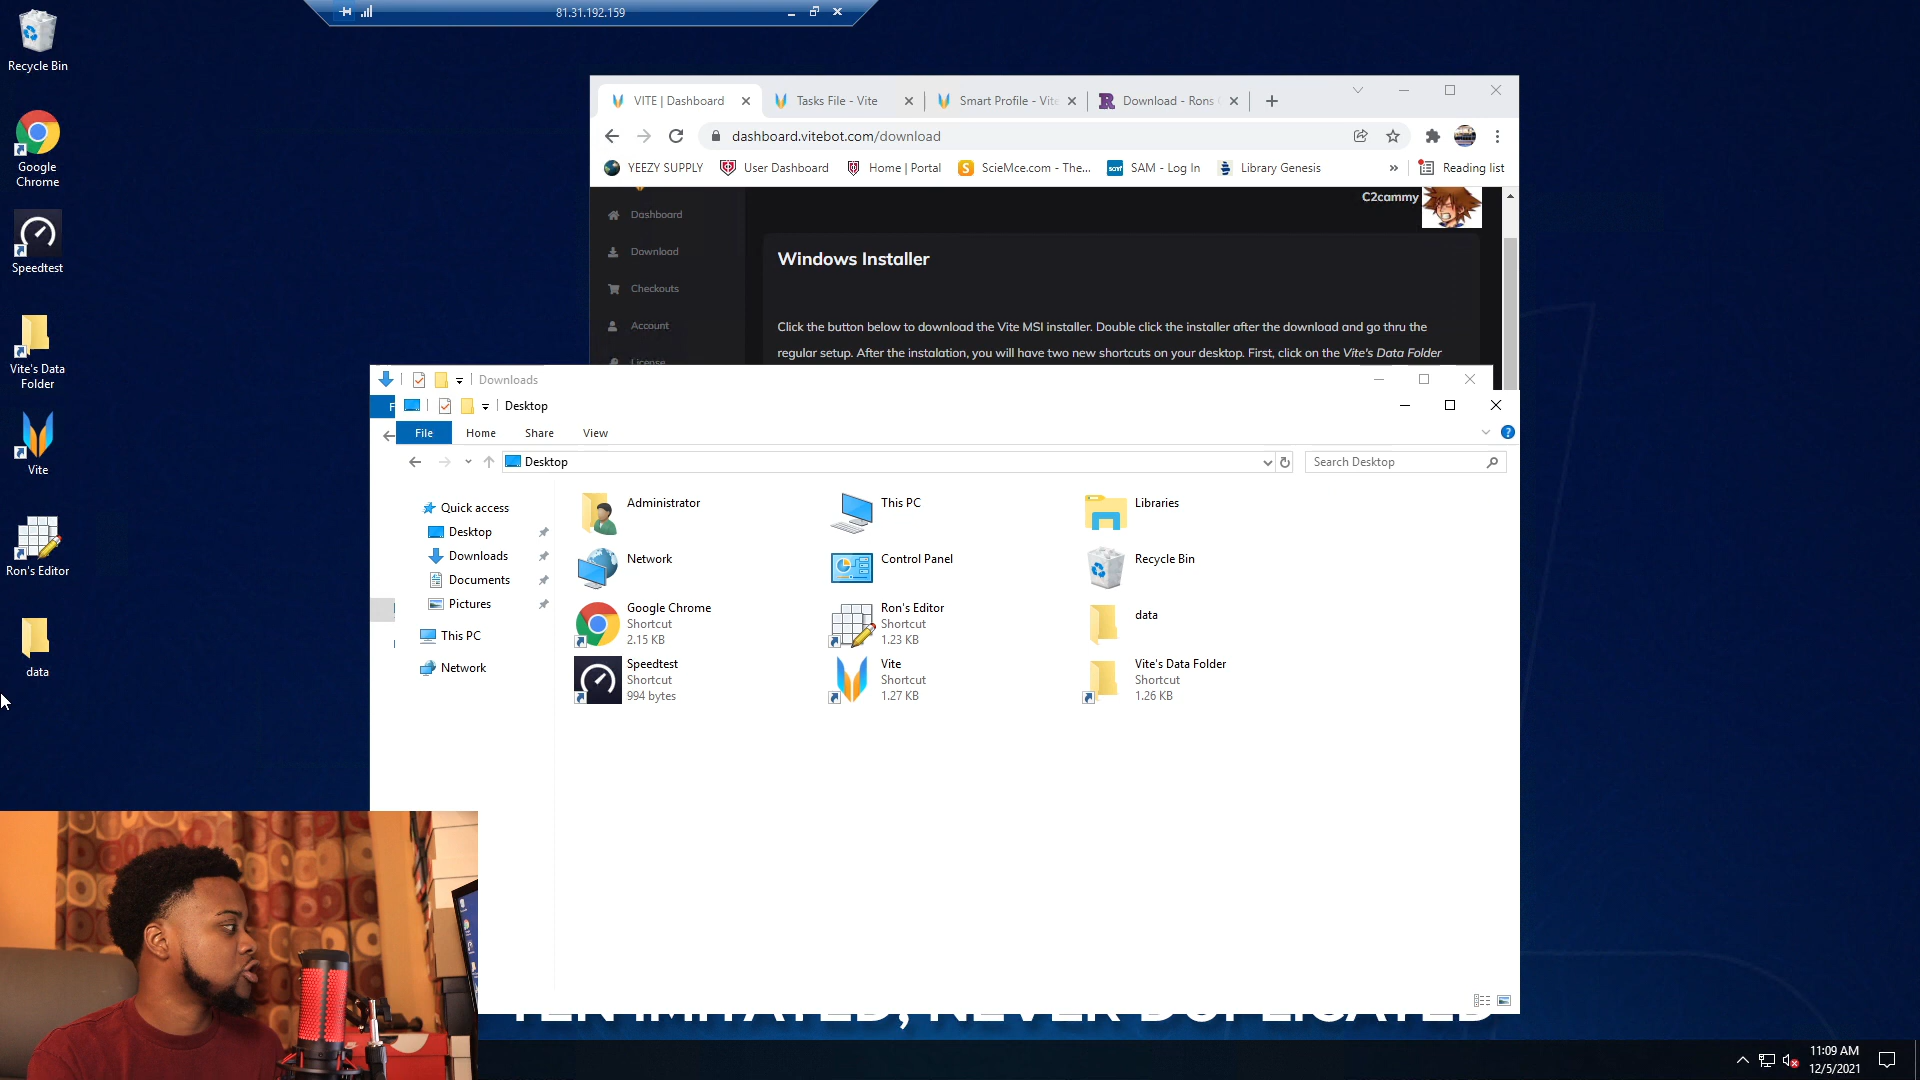 81.31.192.159
Recycle Bin
Google
Chrome
Speedtest
Vite's Data
Folder
Vite
Ron's Editor
data
VITE | Dashboard
Tasks File - Vite
Smart Profile - Vite
Download - Rons
dashboard.vitebot.com/download
YEEZY SUPPLY
User Dashboard
Home | Portal
ScieMce.com - The...
SAM - Log In
Library Genesis
»
Reading list
C2cammy
Dashboard
Download
Checkouts
Account
License
Windows Installer
Click the button below to download the Vite MSI installer. Double click the installer after the download and go thru the
regular setup. After the instalation, you will have two new shortcuts on your desktop. First, click on the Vite's Data Folder
Downloads
Desktop
File
Home
Share
View
Desktop
Search Desktop
Quick access
Desktop
Downloads
Documents
Pictures
This PC
Network
Administrator
This PC
Libraries
Network
Control Panel
Recycle Bin
Google Chrome
Shortcut
2.15 KB
Ron's Editor
Shortcut
1.23 KB
data
Speedtest
Shortcut
994 bytes
Vite
Shortcut
1.27 KB
Vite's Data Folder
Shortcut
1.26 KB
TEN IMITATED, NEVER DUPLICATED
11:09 AM
12/5/2021